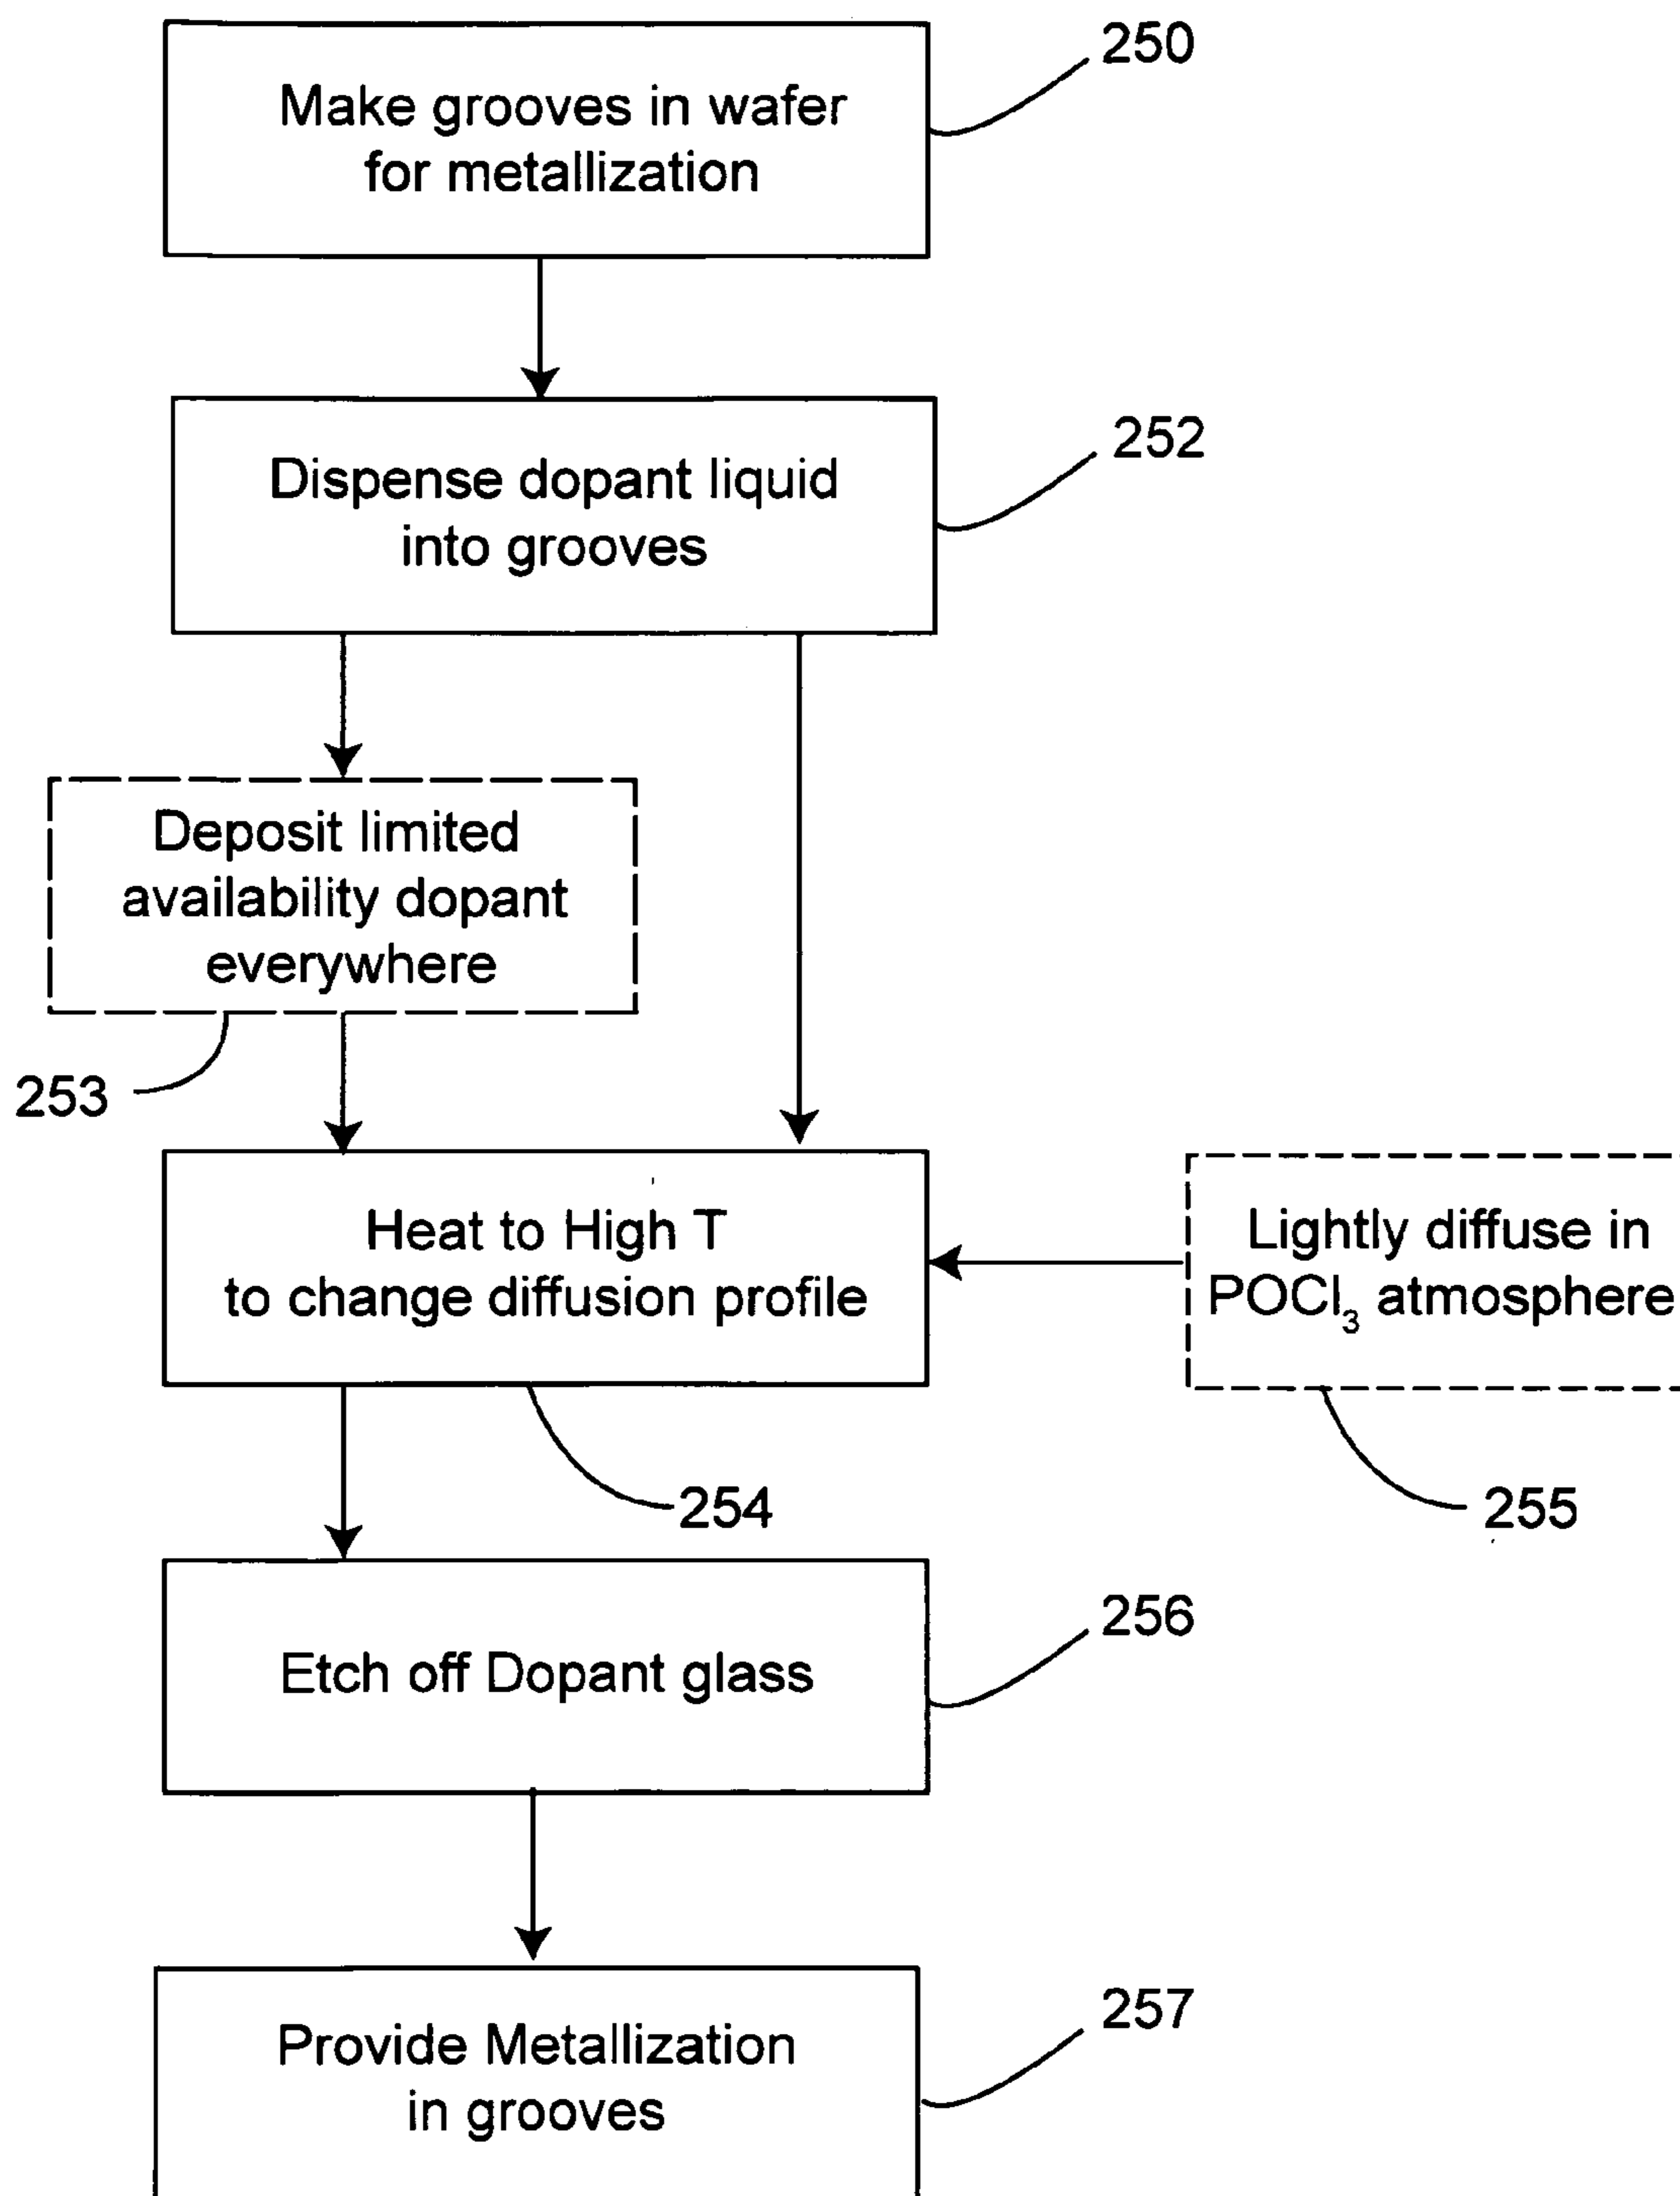 250
Make grooves in wafer
for metallization
252
Dispense dopant liquid
into grooves
Deposit limited
availability dopant
everywhere
253
Heat to High T
to change diffusion profile
Lightly diffuse in
POCl₃ atmosphere
254
255
256
Etch off Dopant glass
257
Provide Metallization
in grooves